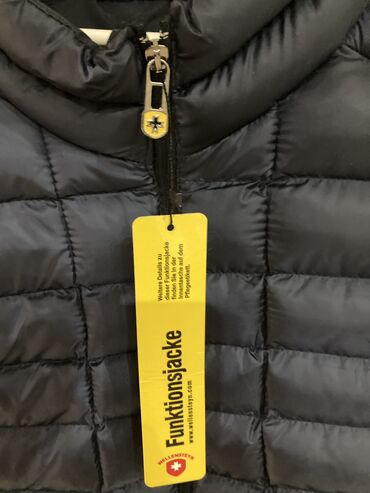 Weitere Details zu
dieser Funktionsjacke
finden Sie in der
Innentasche auf dem
Pflegeetikett.
Funktionsjacke
www.wellensteyn.com
WELLENSTEYN